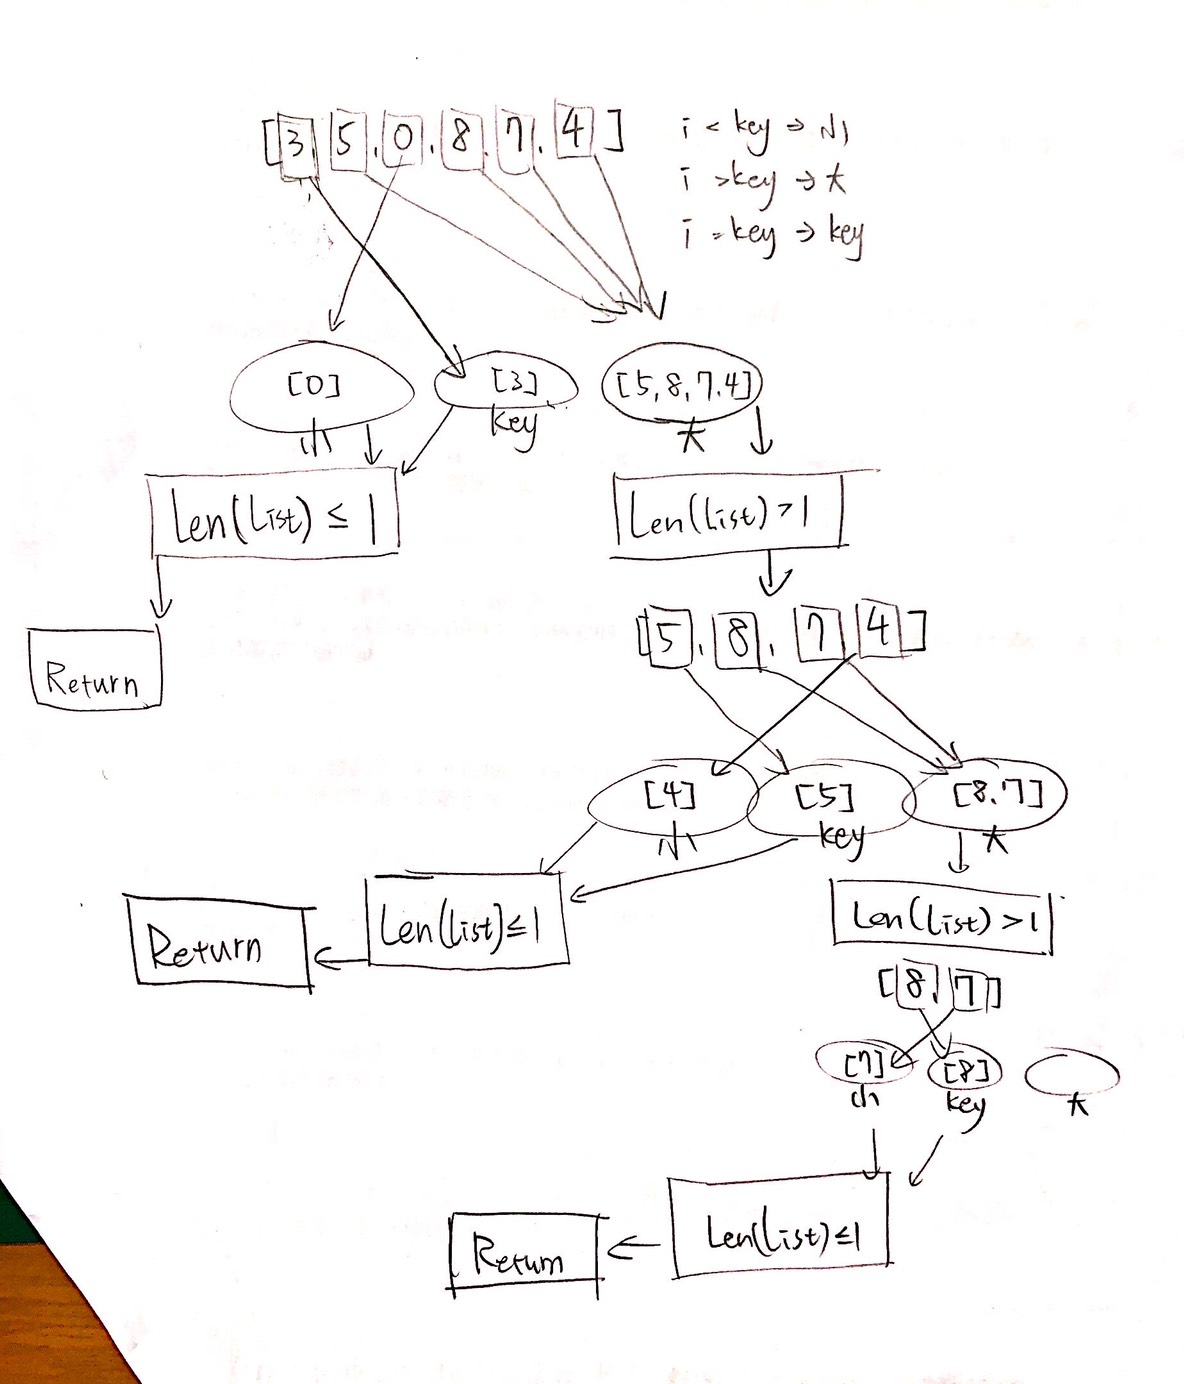 [3, 5, 0, 8, 7, 4]
i < key → 小
i > key → 大
i = key → key
[0]
小
[3]
key
[5, 8, 7, 4]
大
Len(List) ≤ 1
Len(List) > 1
Return
[5, 8, 7, 4]
[4]
小
[5]
key
[8, 7]
大
Return
Len(List) ≤ 1
Len(List) > 1
[8, 7]
[7]
小
[8]
key
大
Return
Len(List) ≤ 1